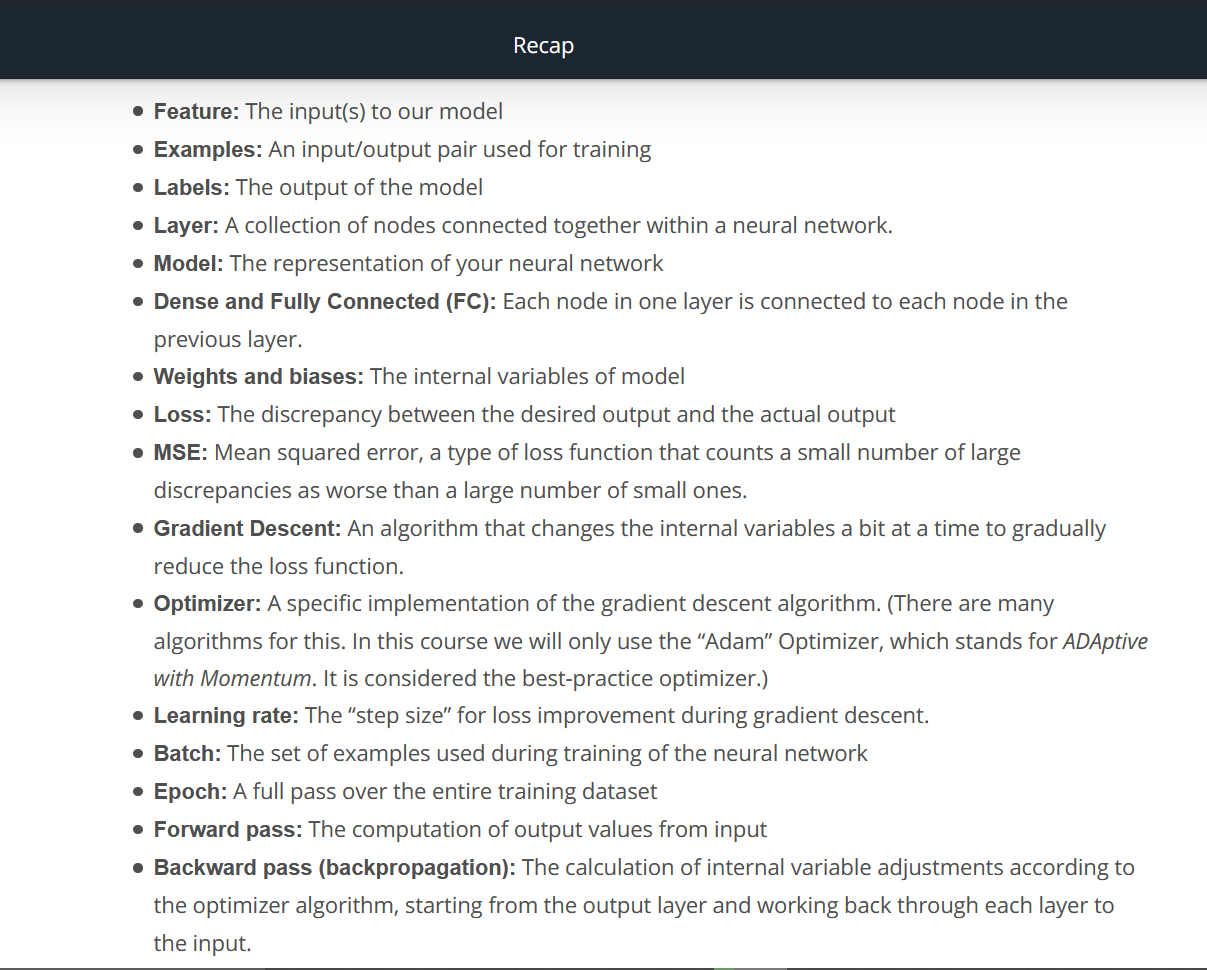 Recap
• Feature: The input(s) to our model
• Examples: An input/output pair used for training
• Labels: The output of the model
• Layer: A collection of nodes connected together within a neural network.
• Model: The representation of your neural network
• Dense and Fully Connected (FC): Each node in one layer is connected to each node in the
previous layer.
• Weights and biases: The internal variables of model
• Loss: The discrepancy between the desired output and the actual output
• MSE: Mean squared error, a type of loss function that counts a small number of large
discrepancies as worse than a large number of small ones.
• Gradient Descent: An algorithm that changes the internal variables a bit at a time to gradually
reduce the loss function.
• Optimizer: A specific implementation of the gradient descent algorithm. (There are many
algorithms for this. In this course we will only use the “Adam” Optimizer, which stands for ADAptive
with Momentum. It is considered the best-practice optimizer.)
• Learning rate: The “step size” for loss improvement during gradient descent.
• Batch: The set of examples used during training of the neural network
• Epoch: A full pass over the entire training dataset
• Forward pass: The computation of output values from input
• Backward pass (backpropagation): The calculation of internal variable adjustments according to
the optimizer algorithm, starting from the output layer and working back through each layer to
the input.